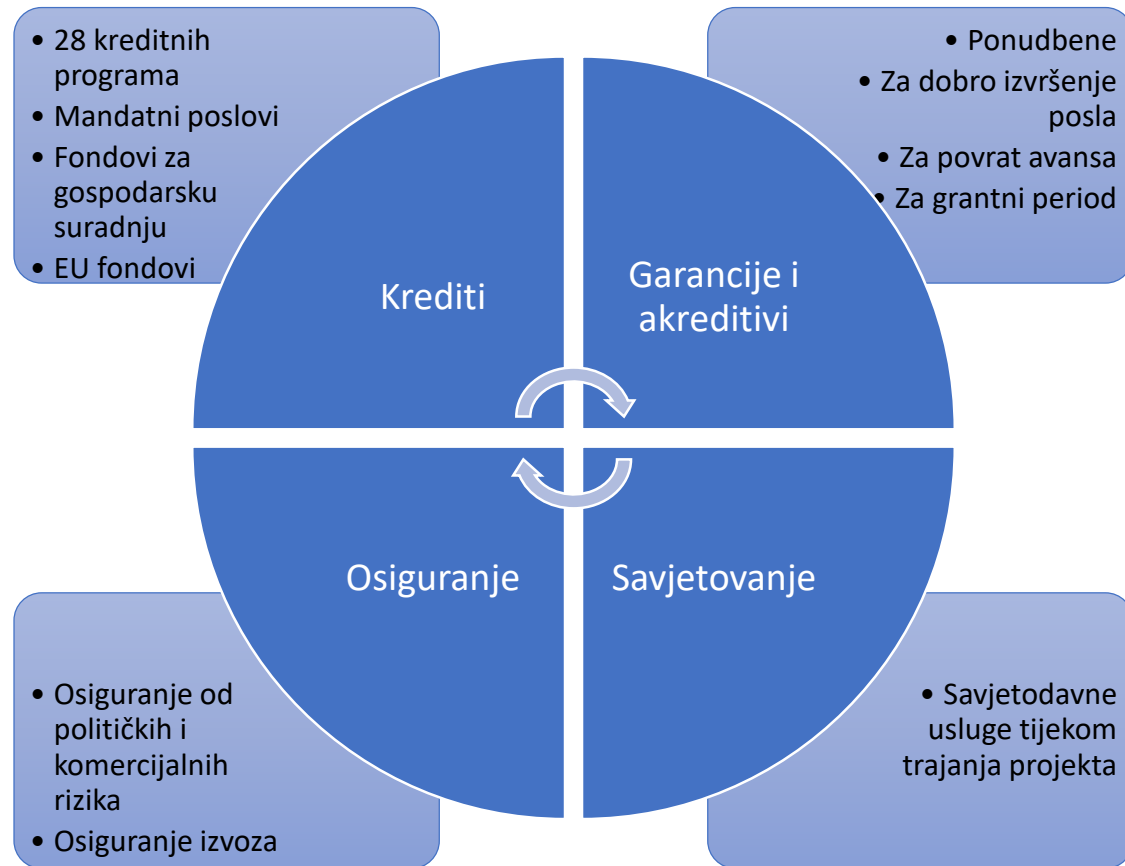 • 28 kreditnih
programa
• Mandatni poslovi
• Fondovi za
gospodarsku
suradnju
• EU fondovi
• Ponudbene
• Za dobro izvršenje
posla
• Za povrat avansa
• Za grantni period
Krediti
Garancije i
akreditivi
Osiguranje
Savjetovanje
• Osiguranje od
političkih i
komercijalnih
rizika
• Osiguranje izvoza
• Savjetodavne
usluge tijekom
trajanja projekta